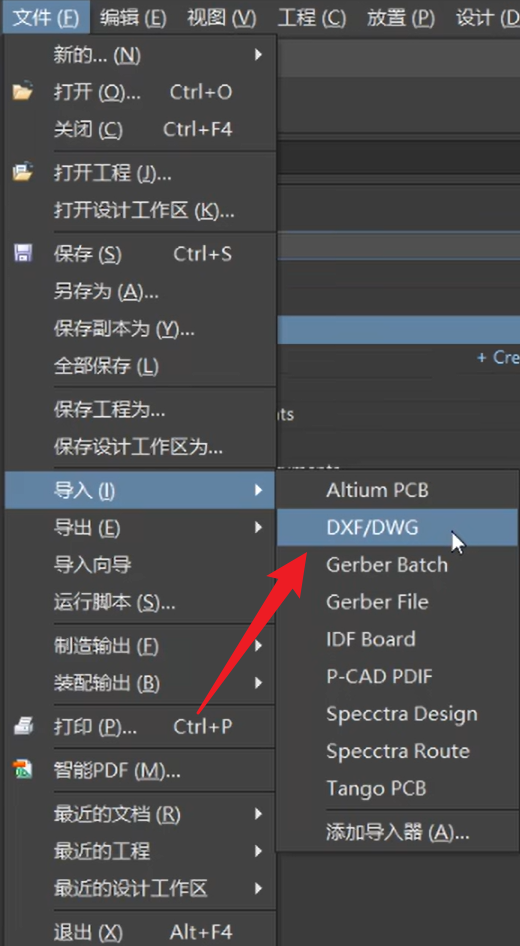 文件 (F) 编辑 (E) 视图 (V) 工程 (C) 放置 (P) 设计 (D
新的... (N)
打开 (O)... Ctrl+O
关闭 (C) Ctrl+F4
打开工程 (J)...
打开设计工作区 (K)...
保存 (S) Ctrl+S
另存为 (A)...
保存副本为 (Y)...
+ Cre
全部保存 (L)
保存工程为... nts
保存设计工作区为...
导入 (I) Altium PCB
导出 (E) DXF/DWG
导入向导 Gerber Batch
运行脚本 (S)... Gerber File
制造输出 (F) IDF Board
装配输出 (B) P-CAD PDIF
打印 (P)... Ctrl+P Specctra Design
智能PDF (M)... Specctra Route
Tango PCB
最近的文档 (R) 添加导入器 (A)...
最近的工程
最近的设计工作区
退出 (X) Alt+F4